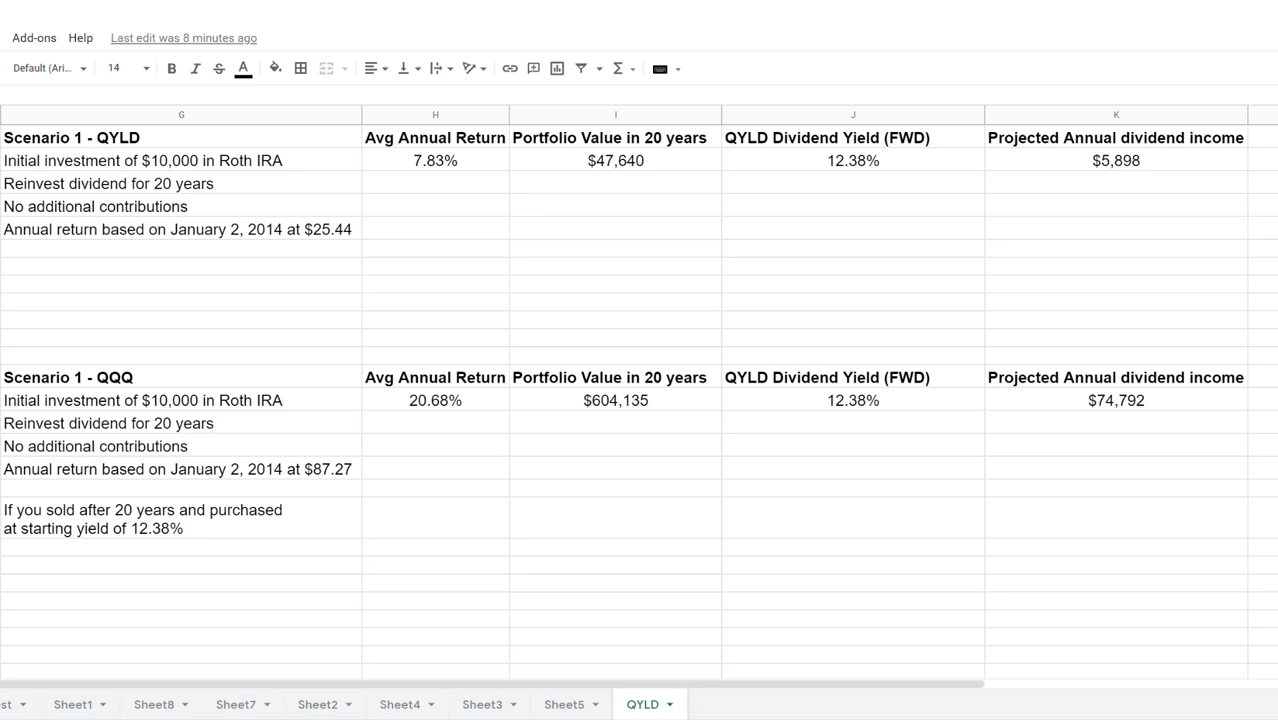 Add-ons Help Last edit was 8 minutes ago
Default (Ari... 14 B I S A
G H I J K
Scenario 1 - QYLD Avg Annual Return Portfolio Value in 20 years QYLD Dividend Yield (FWD) Projected Annual dividend income
Initial investment of $10,000 in Roth IRA 7.83% $47,640 12.38% $5,898
Reinvest dividend for 20 years
No additional contributions
Annual return based on January 2, 2014 at $25.44
Scenario 1 - QQQ Avg Annual Return Portfolio Value in 20 years QYLD Dividend Yield (FWD) Projected Annual dividend income
Initial investment of $10,000 in Roth IRA 20.68% $604,135 12.38% $74,792
Reinvest dividend for 20 years
No additional contributions
Annual return based on January 2, 2014 at $87.27
If you sold after 20 years and purchased
at starting yield of 12.38%
st Sheet1 Sheet8 Sheet7 Sheet2 Sheet4 Sheet3 Sheet5 QYLD